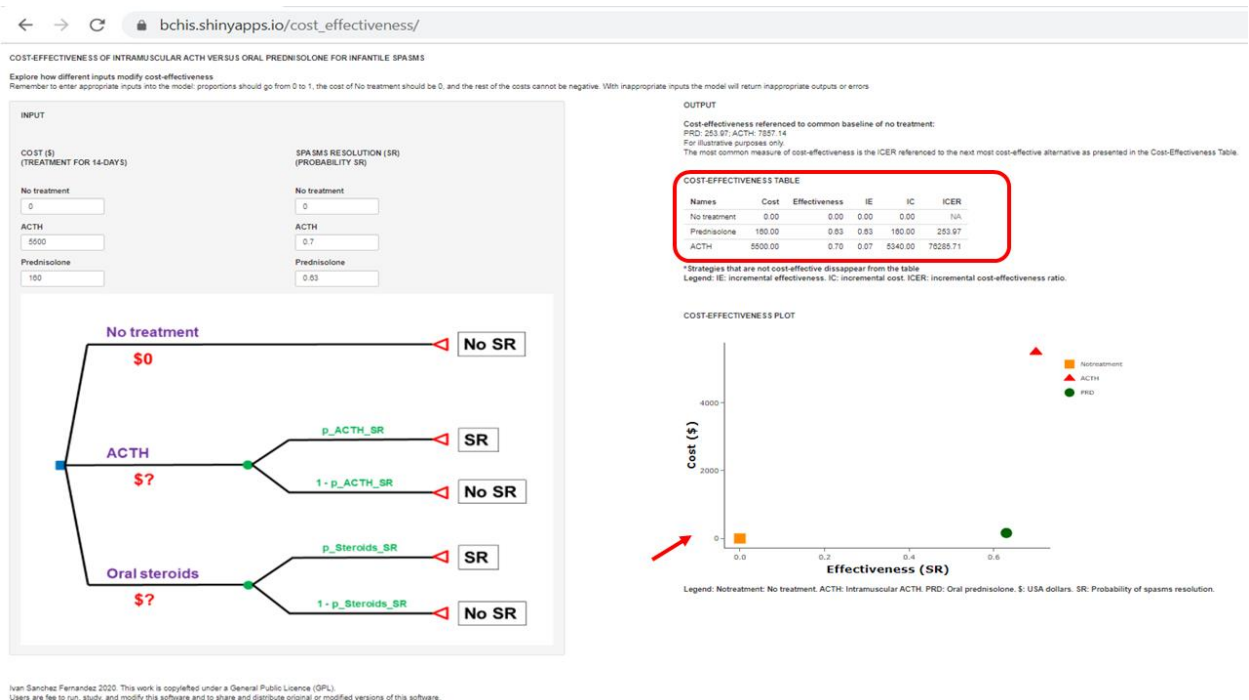 bchis.shinyapps.io/cost_effectiveness/
COST-EFFECTIVENESS OF INTRAMUSCULAR ACTH VERSUS ORAL PREDNISOLONE FOR INFANTILE SPASMS
Explore how different inputs modify cost-effectiveness
Remember to enter appropriate inputs into the model: proportions should go from 0 to 1, the cost of No treatment should be 0, and the rest of the costs cannot be negative. With inappropriate inputs the model will return inappropriate outputs or errors
INPUT
COST ($)
(TREATMENT FOR 14-DAYS)
No treatment
0
ACTH
5500
Prednisolone
160
SPASMS RESOLUTION (SR)
(PROBABILITY SR)
No treatment
0
ACTH
0.7
Prednisolone
0.63
No treatment
$0
No SR
ACTH
$?
p_ACTH_SR
SR
1 - p_ACTH_SR
No SR
Oral steroids
$?
p_Steroids_SR
SR
1 - p_Steroids_SR
No SR
OUTPUT
Cost-effectiveness referenced to common baseline of no treatment:
PRD: 253.97; ACTH: 7857.14
For illustrative purposes only.
The most common measure of cost-effectiveness is the ICER referenced to the next most cost-effective alternative as presented in the Cost-Effectiveness Table.
COST-EFFECTIVENESS TABLE
Names Cost Effectiveness IE IC ICER
No treatment 0.00 0.00 0.00 0.00 NA
Prednisolone 160.00 0.63 0.63 160.00 253.97
ACTH 5500.00 0.70 0.07 5340.00 76285.71
*Strategies that are not cost-effective dissappear from the table
Legend: IE: incremental effectiveness. IC: incremental cost. ICER: incremental cost-effectiveness ratio.
COST-EFFECTIVENESS PLOT
Notreatment
ACTH
PRD
Cost ($)
4000
2000
0
0.0 0.2 0.4 0.6
Effectiveness (SR)
Legend: Notreatment: No treatment. ACTH: Intramuscular ACTH. PRD: Oral prednisolone. $: USA dollars. SR: Probability of spasms resolution.
Ivan Sanchez Fernandez 2020. This work is copylefted under a General Public Licence (GPL).
Users are fee to run, study, and modify this software and to share and distribute original or modified versions of this software.